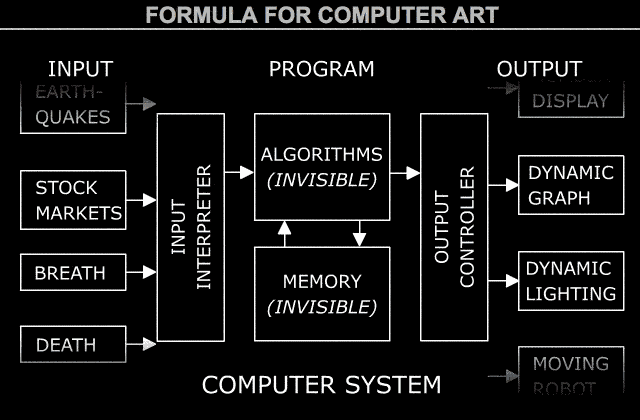 FORMULA FOR COMPUTER ART
INPUT
PROGRAM
OUTPUT
EARTH-
QUAKES
STOCK
MARKETS
BREATH
DEATH
INPUT
INTERPRETER
ALGORITHMS
(INVISIBLE)
MEMORY
(INVISIBLE)
OUTPUT
CONTROLLER
DISPLAY
DYNAMIC
GRAPH
DYNAMIC
LIGHTING
MOVING
ROBOT
COMPUTER SYSTEM